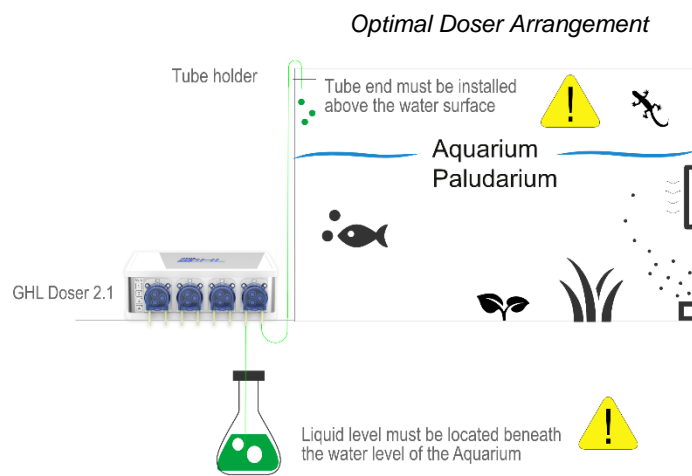 Optimal Doser Arrangement
Tube holder
Tube end must be installed
above the water surface
Aquarium
Paludarium
GHL Doser 2.1
Liquid level must be located beneath
the water level of the Aquarium